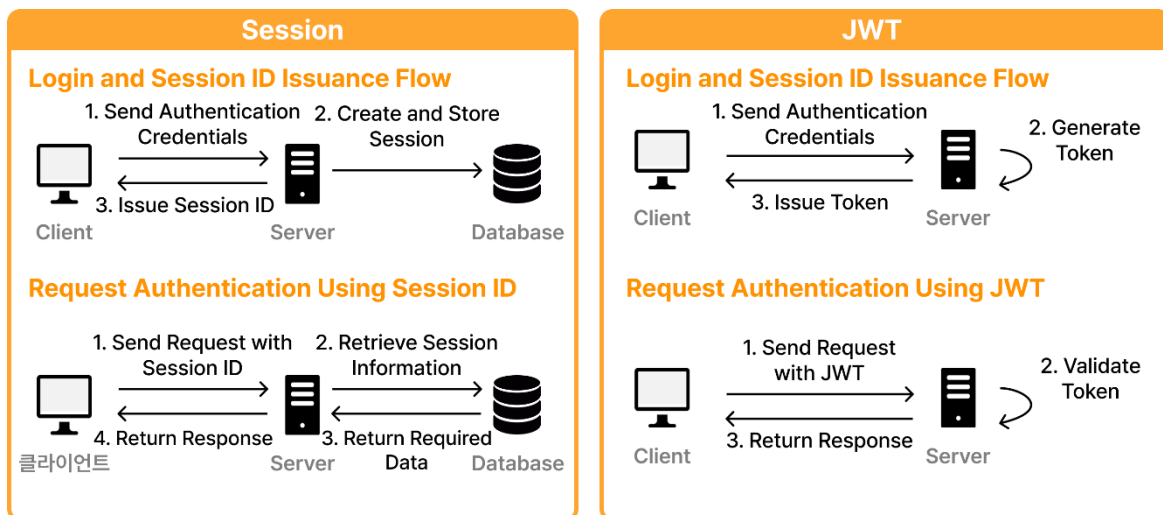 Session
Login and Session ID Issuance Flow
1. Send Authentication
Credentials
2. Create and Store
Session
3. Issue Session ID
Client
Server
Database
Request Authentication Using Session ID
1. Send Request with
Session ID
2. Retrieve Session
Information
4. Return Response
3. Return Required
Data
클라이언트
Server
Database
JWT
Login and Session ID Issuance Flow
1. Send Authentication
Credentials
2. Generate
Token
3. Issue Token
Client
Server
Request Authentication Using JWT
1. Send Request
with JWT
2. Validate
Token
3. Return Response
Client
Server